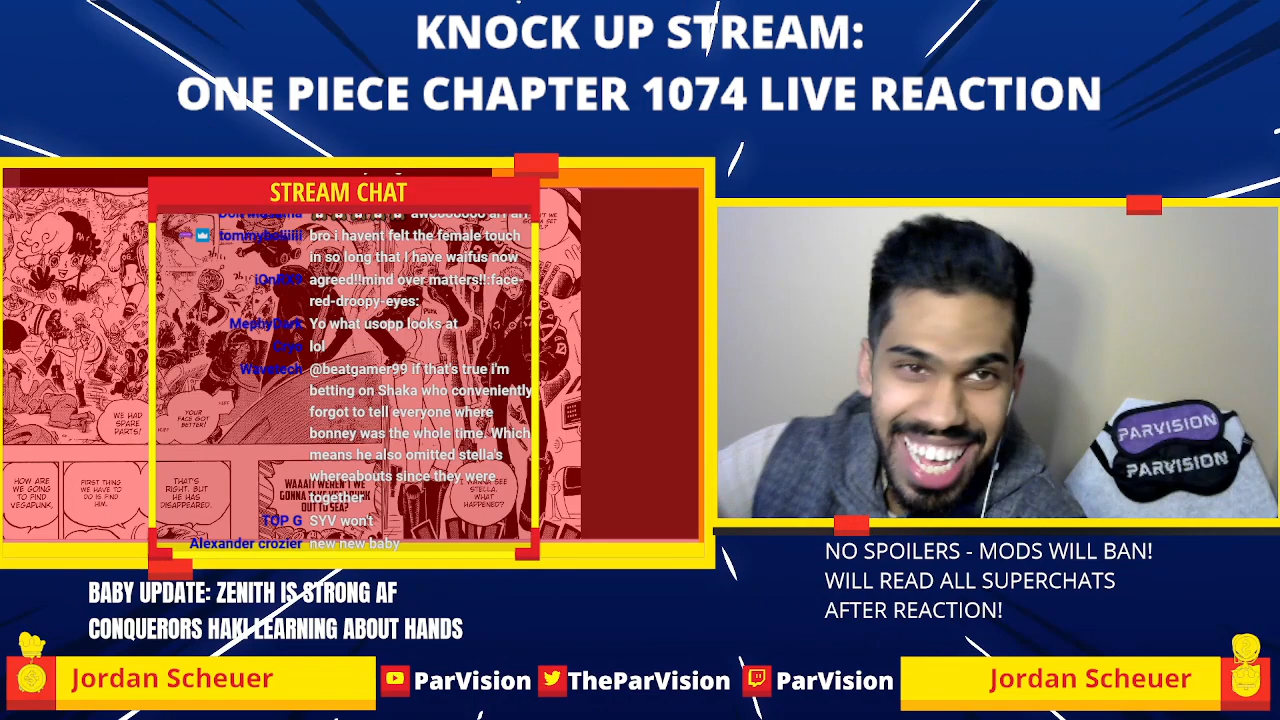 KNOCK UP STREAM:
ONE PIECE CHAPTER 1074 LIVE REACTION
STREAM CHAT
bro i havent felt the female touch
in so long that I have waifus now
agreed!!mind over matters!!:face-
red-droopy-eyes:
MephyDark Yo what usopp looks at
Cryo lol
Wavetech @beatgamer99 if that's true I'm
betting on Shaka who conveniently
forgot to tell everyone where
bonney was the whole time. Which
means he also omitted stella's
whereabouts since they were
together
TOP G SYV won't
Alexander crozier new new baby
WE HAD
SPARE
PARTS!
YOUR
FACE GOT
BETTER!
HOW ARE
WE GOING
TO FIND
VEGAPUNK,
FIRST THING
WE HAVE TO
DO IS FIND
HIM.
THAT'S
RIGHT, BUT
HE HAS
DISAPPEARED.
STELLA,
WHAT
HAPPENED?
PARVISION
PARVISION
NO SPOILERS - MODS WILL BAN!
WILL READ ALL SUPERCHATS
AFTER REACTION!
BABY UPDATE: ZENITH IS STRONG AF
CONQUERORS HAKI LEARNING ABOUT HANDS
Jordan Scheuer
ParVision
TheParVision
ParVision
Jordan Scheuer